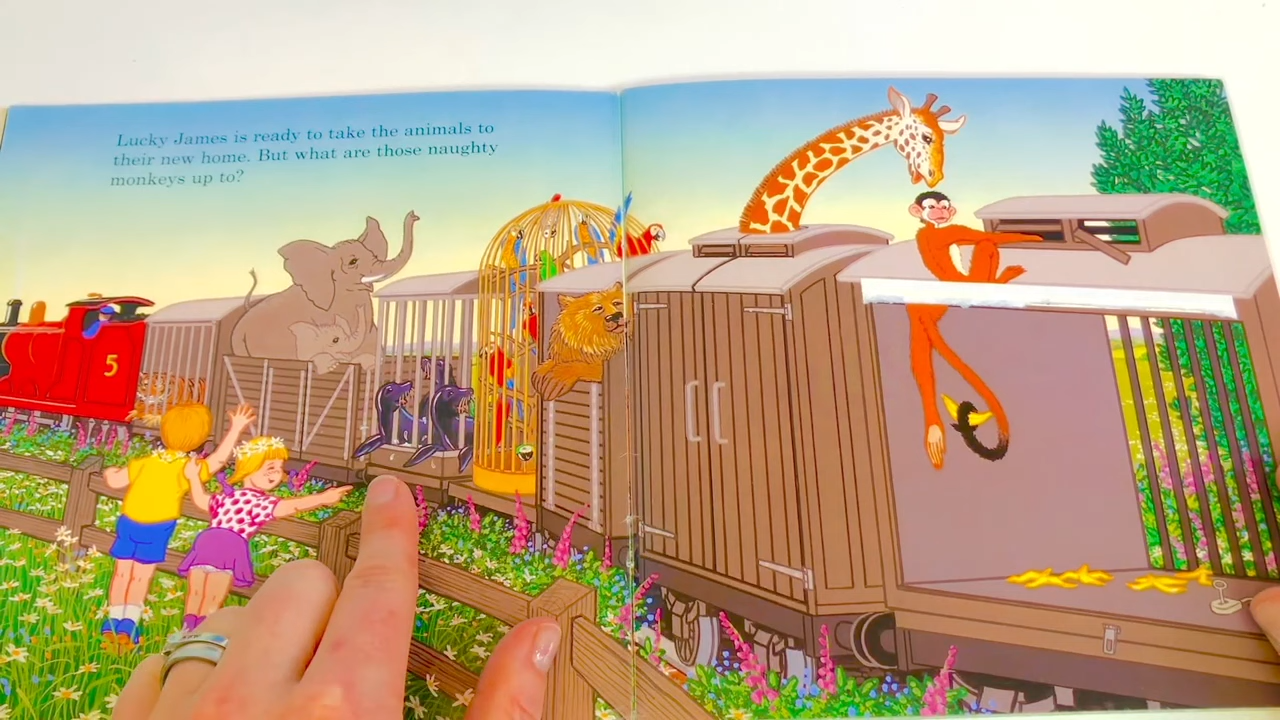 Lucky James is ready to take the animals to
their new home. But what are those naughty
monkeys up to?
5